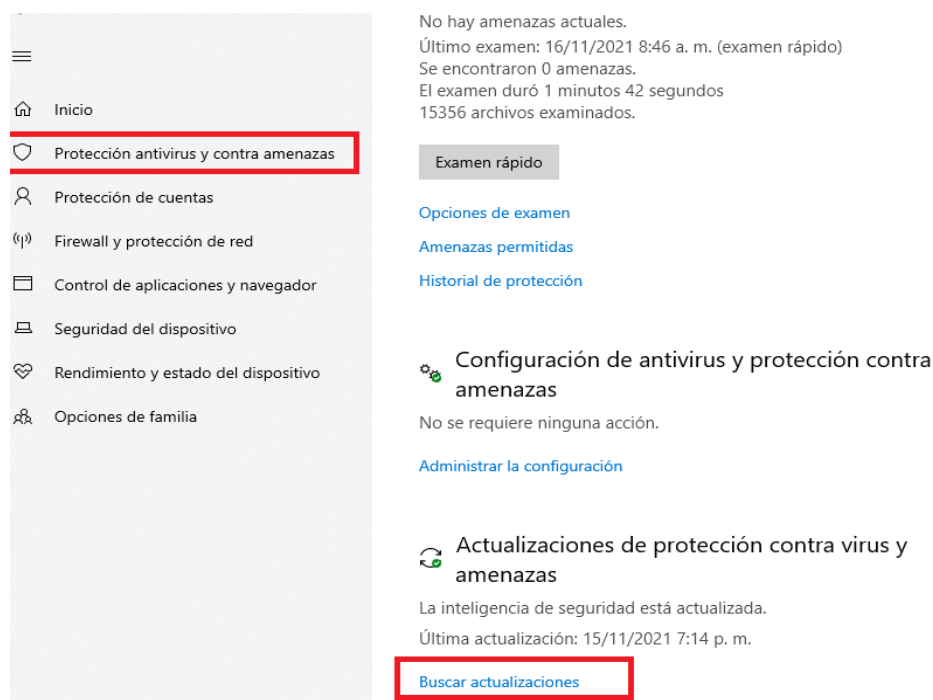 Inicio
Protección antivirus y contra amenazas
Protección de cuentas
Firewall y protección de red
Control de aplicaciones y navegador
Seguridad del dispositivo
Rendimiento y estado del dispositivo
Opciones de familia
No hay amenazas actuales.
Último examen: 16/11/2021 8:46 a. m. (examen rápido)
Se encontraron 0 amenazas.
El examen duró 1 minutos 42 segundos
15356 archivos examinados.
Examen rápido
Opciones de examen
Amenazas permitidas
Historial de protección
Configuración de antivirus y protección contra
amenazas
No se requiere ninguna acción.
Administrar la configuración
Actualizaciones de protección contra virus y
amenazas
La inteligencia de seguridad está actualizada.
Última actualización: 15/11/2021 7:14 p. m.
Buscar actualizaciones